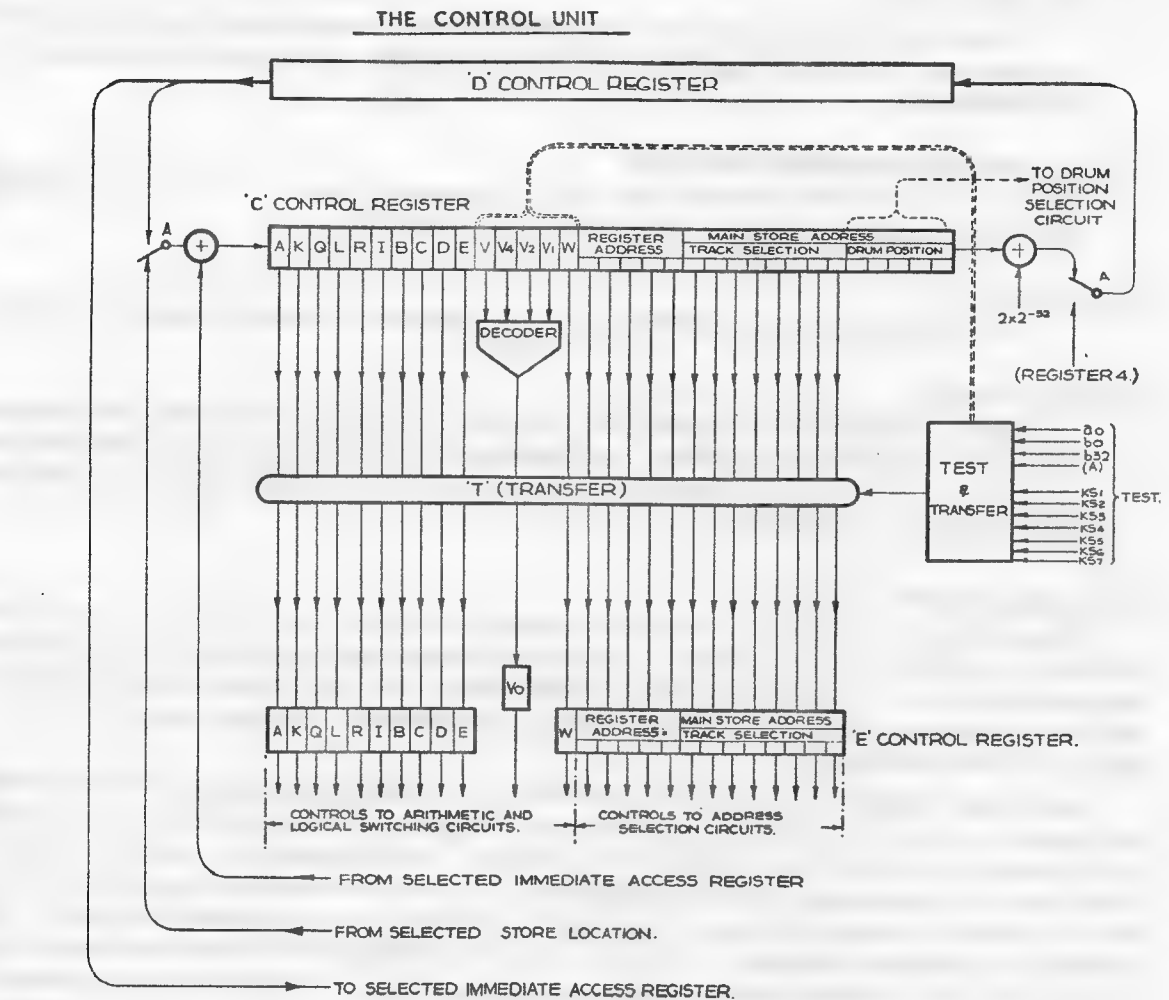 THE CONTROL UNIT
'D' CONTROL REGISTER
TO DRUM
POSITION
SELECTION
CIRCUIT
'C' CONTROL REGISTER
A
A K Q L R I B C D E V V4 V2 V1 W
REGISTER
ADDRESS
MAIN STORE ADDRESS
TRACK SELECTION
DRUM POSITION
+
+
A
2×2⁻³²
DECODER
(REGISTER 4.)
TEST
&
TRANSFER
a0
b0
b32
(A)
KS1
KS2
KS3
KS4
KS5
KS6
KS7
TEST.
'T' (TRANSFER)
V0
A K Q L R I B C D E
W
REGISTER
ADDRESS
MAIN STORE ADDRESS
TRACK SELECTION
'E' CONTROL REGISTER.
CONTROLS TO ARITHMETIC AND
LOGICAL SWITCHING CIRCUITS.
CONTROLS TO ADDRESS
SELECTION CIRCUITS.
FROM SELECTED IMMEDIATE ACCESS REGISTER
FROM SELECTED STORE LOCATION.
TO SELECTED IMMEDIATE ACCESS REGISTER.